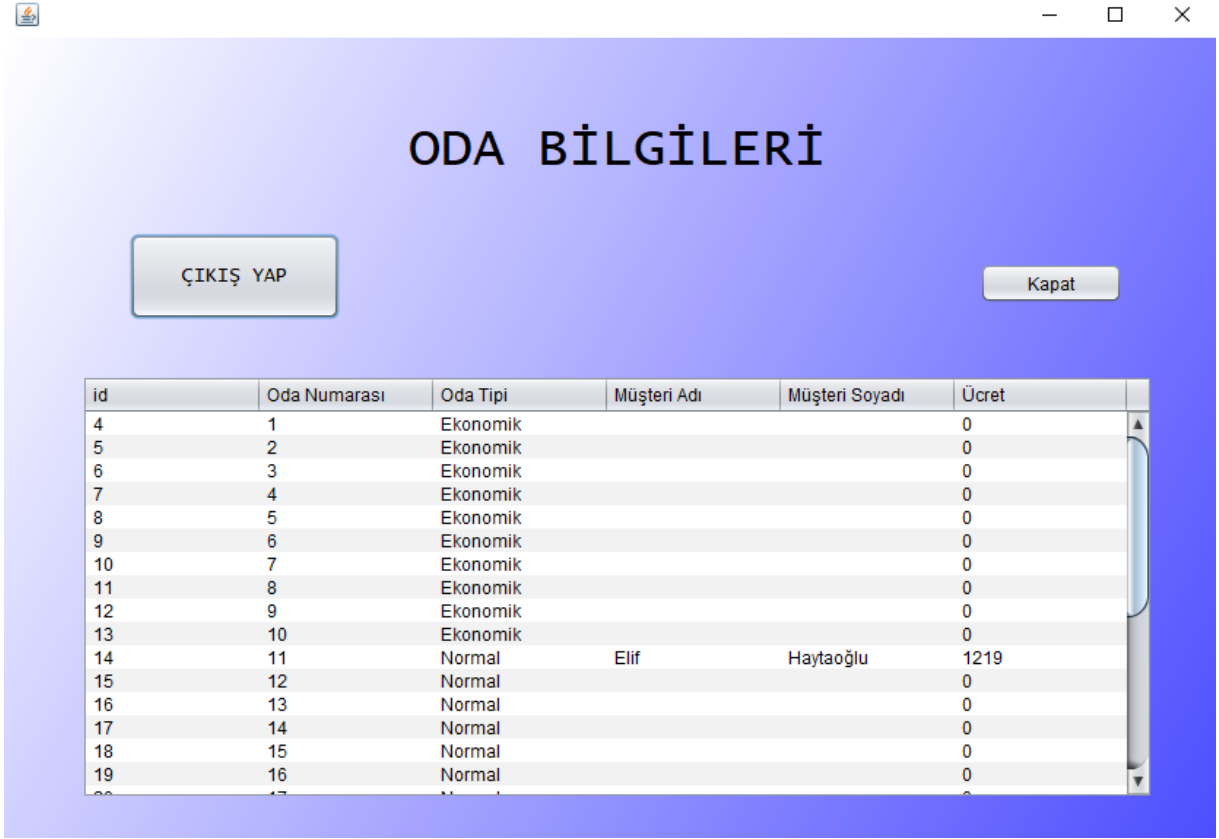 ODA BİLGİLERİ
ÇIKIŞ YAP
Kapat
id Oda Numarası Oda Tipi Müşteri Adı Müşteri Soyadı Ücret
4 1 Ekonomik 0
5 2 Ekonomik 0
6 3 Ekonomik 0
7 4 Ekonomik 0
8 5 Ekonomik 0
9 6 Ekonomik 0
10 7 Ekonomik 0
11 8 Ekonomik 0
12 9 Ekonomik 0
13 10 Ekonomik 0
14 11 Normal Elif Haytaoğlu 1219
15 12 Normal 0
16 13 Normal 0
17 14 Normal 0
18 15 Normal 0
19 16 Normal 0